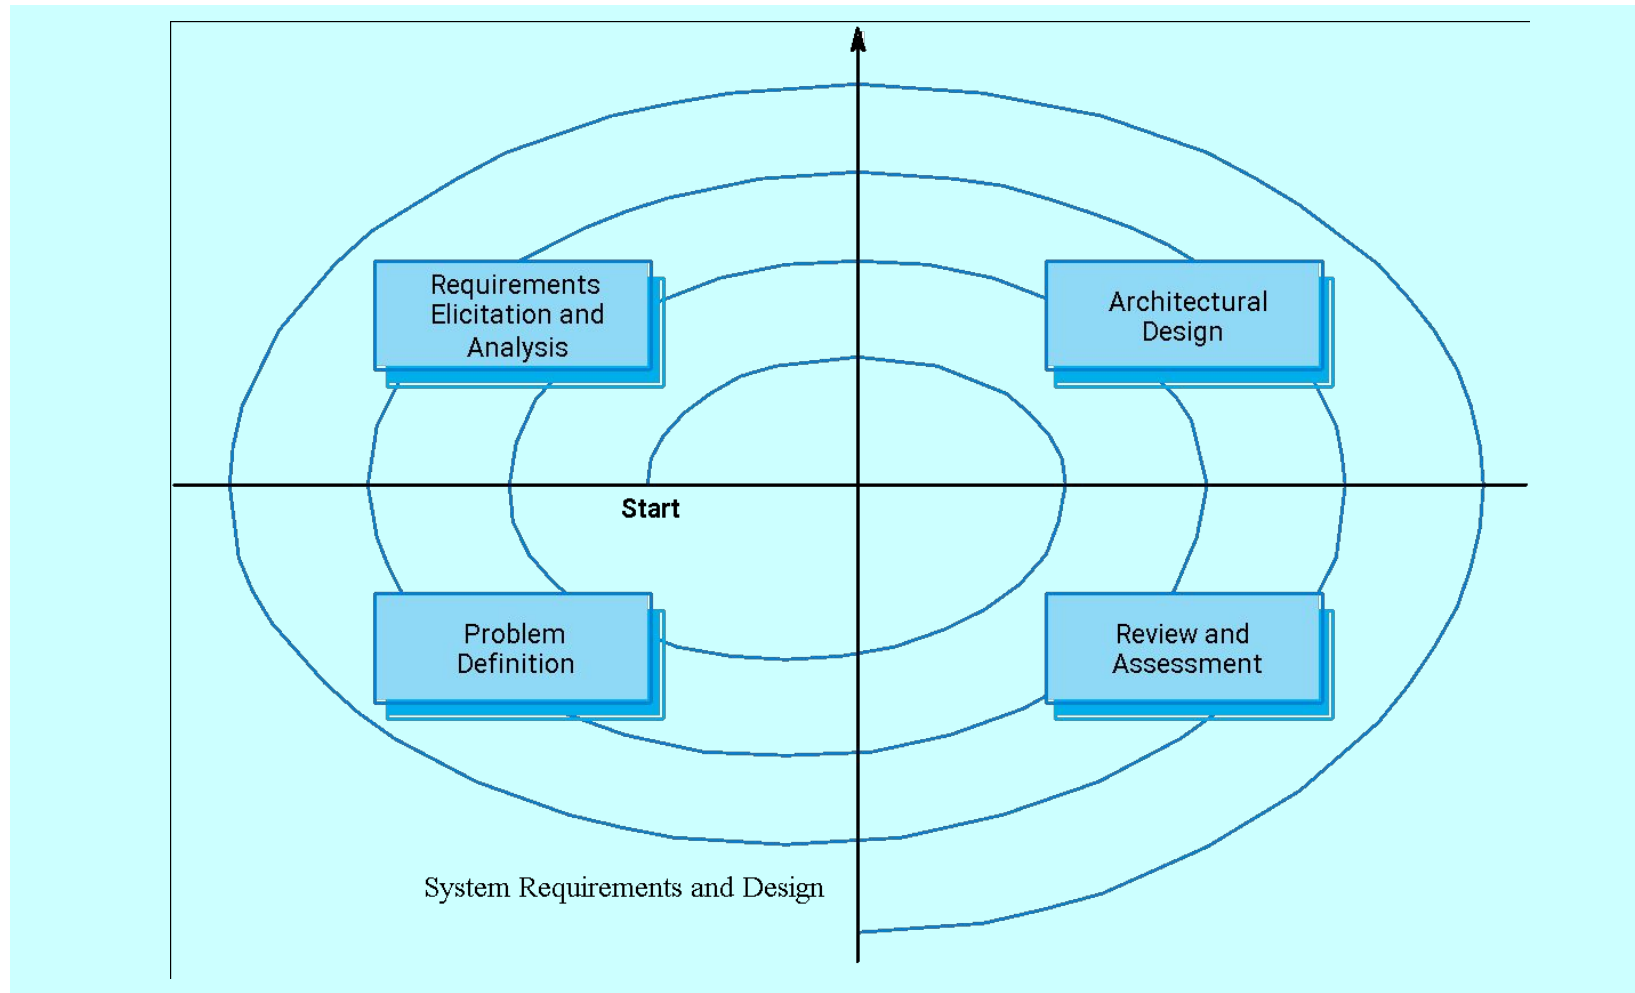 Requirements
Elicitation and
Analysis
Architectural
Design
Start
Problem
Definition
Review and
Assessment
System Requirements and Design